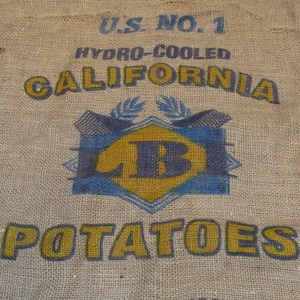 U.S. NO. 1
HYDRO-COOLED
CALIFORNIA
LB
POTATOES